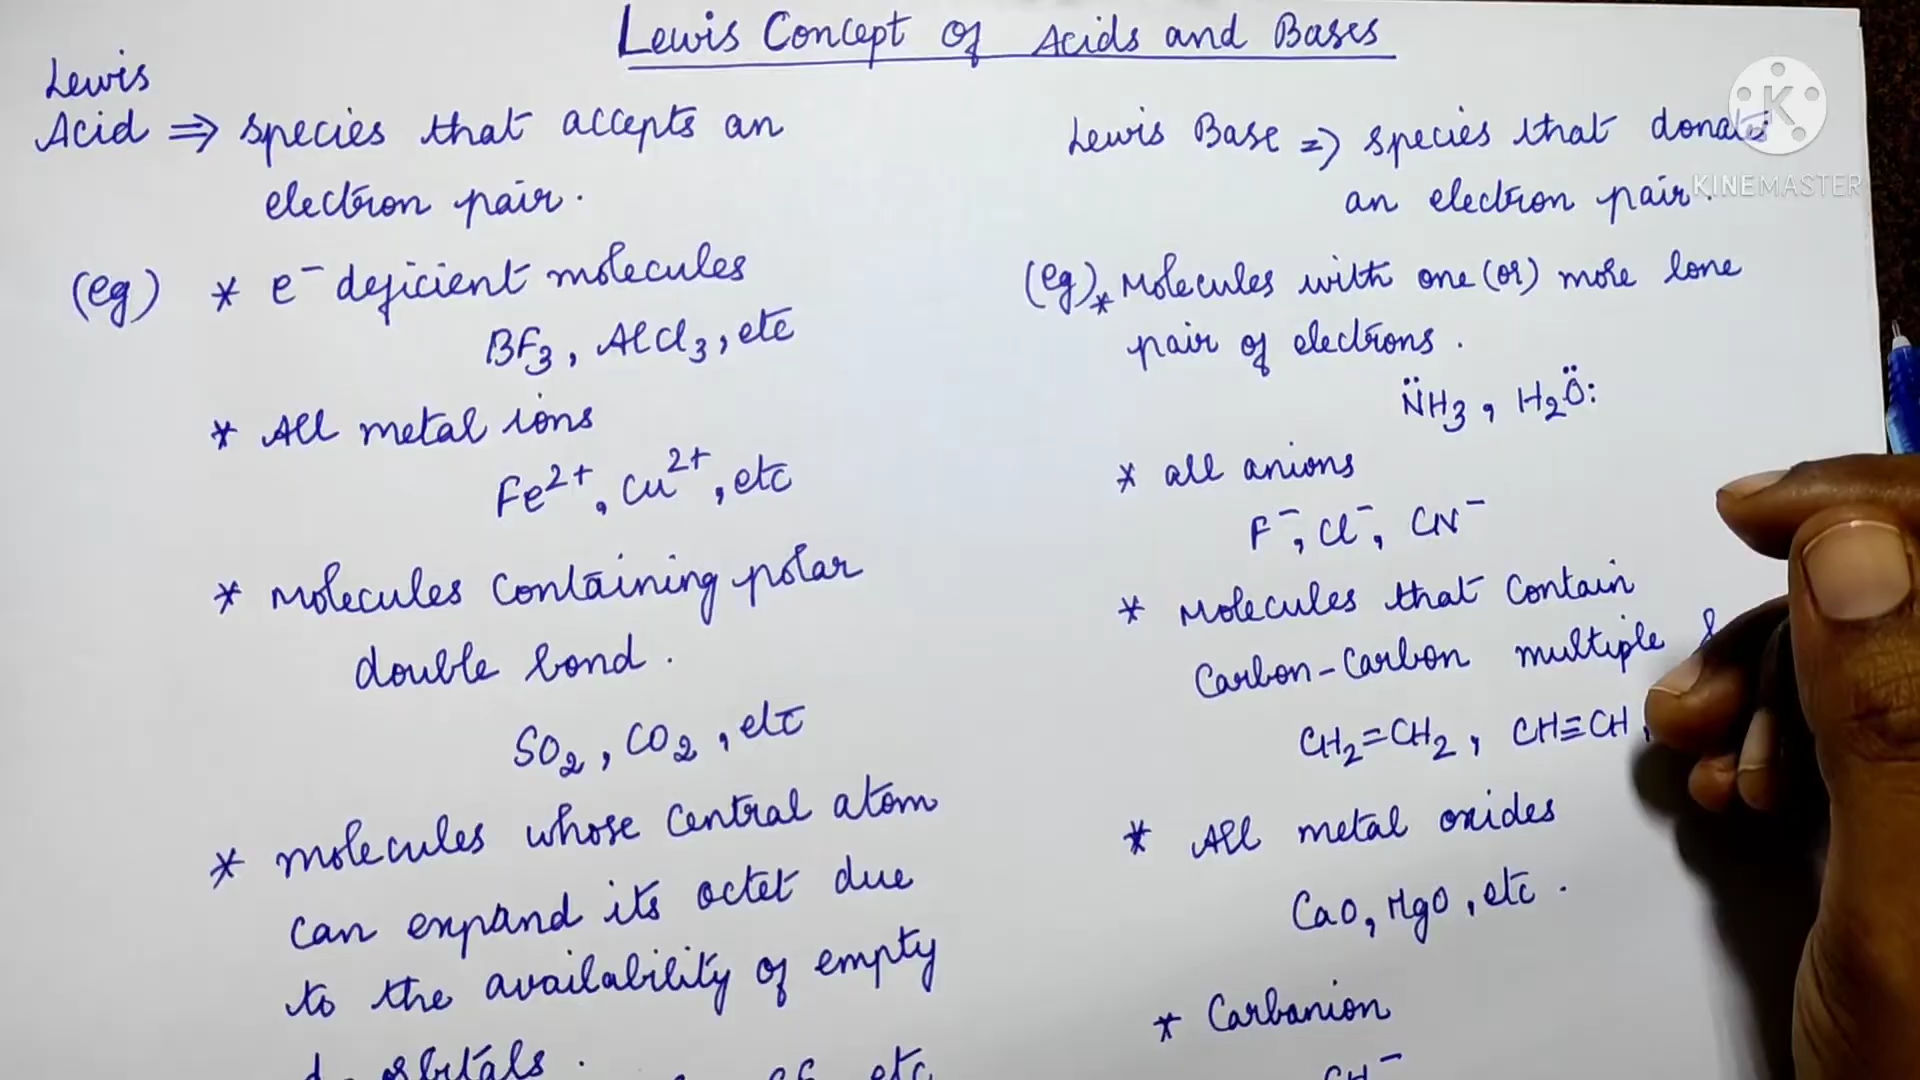 Lewis Concept of Acids and Bases
Lewis
Acid ⇒ species that accepts an
electron pair.
(eg) * e⁻ deficient molecules
BF₃, AlCl₃, etc
* All metal ions
Fe²⁺, Cu²⁺, etc
* Molecules containing polar
double bond.
SO₂, CO₂, etc
* molecules whose central atom
can expand its octet due
to the availability of empty
d-orbitals.
etc
Lewis Base ⇒ species that donates
an electron pair.
(eg) * Molecules with one (or) more lone
pair of electrons.
N̈H₃, H₂Ö:
* all anions
F⁻, Cl⁻, CN⁻
* Molecules that contain
Carbon-Carbon multiple
CH₂=CH₂, CH≡CH,
* All metal oxides
CaO, MgO, etc.
* Carbanion
K
KINEMASTER